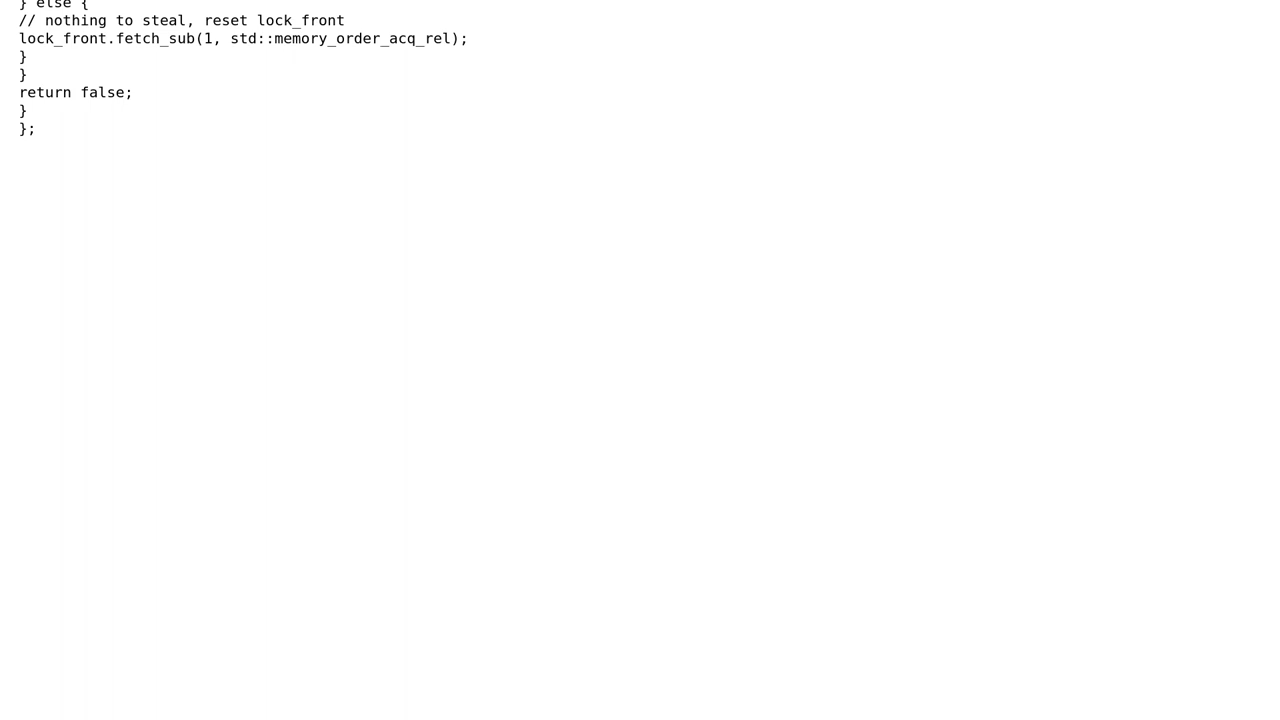 } else {
// nothing to steal, reset lock_front
lock_front.fetch_sub(1, std::memory_order_acq_rel);
}
}
return false;
}
};